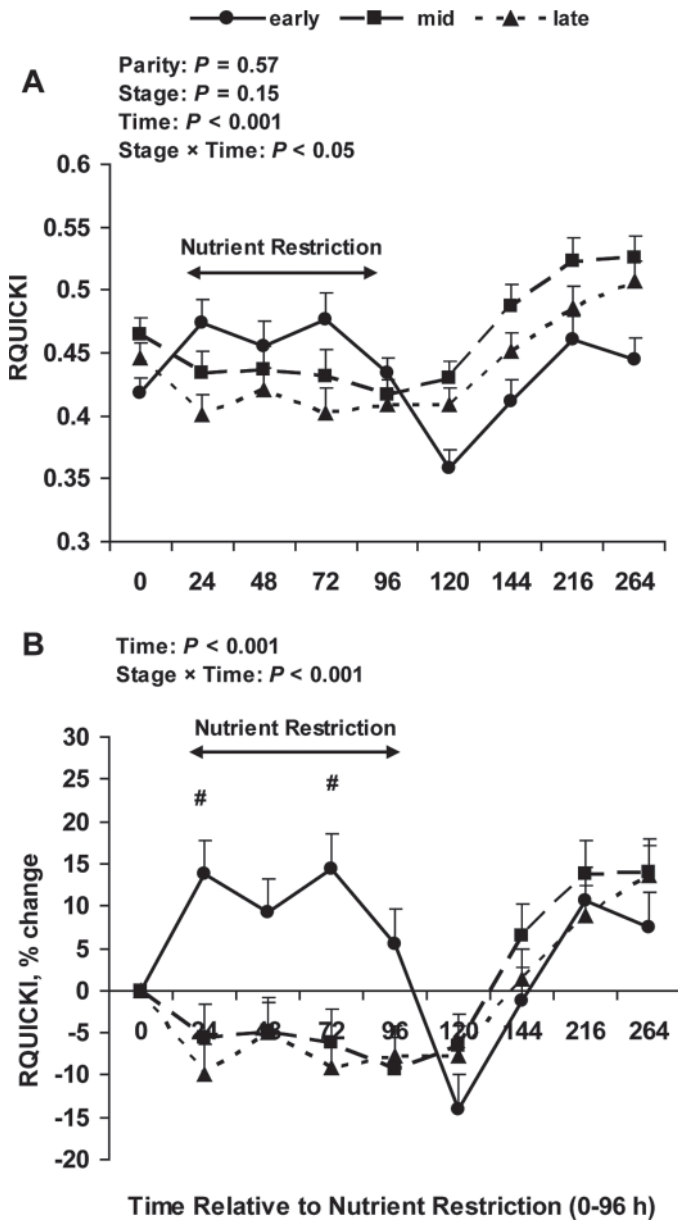 early mid late
A
Parity: P = 0.57
Stage: P = 0.15
Time: P < 0.001
Stage × Time: P < 0.05
0.6
0.55
0.5
0.45
0.4
0.35
0.3
RQUICKI
Nutrient Restriction
0 24 48 72 96 120 144 216 264
B
Time: P < 0.001
Stage × Time: P < 0.001
Nutrient Restriction
30
25
20
15
10
5
0
-5
-10
-15
-20
RQUICKI, % change
# #
0 24 48 72 96 120 144 216 264
Time Relative to Nutrient Restriction (0-96 h)